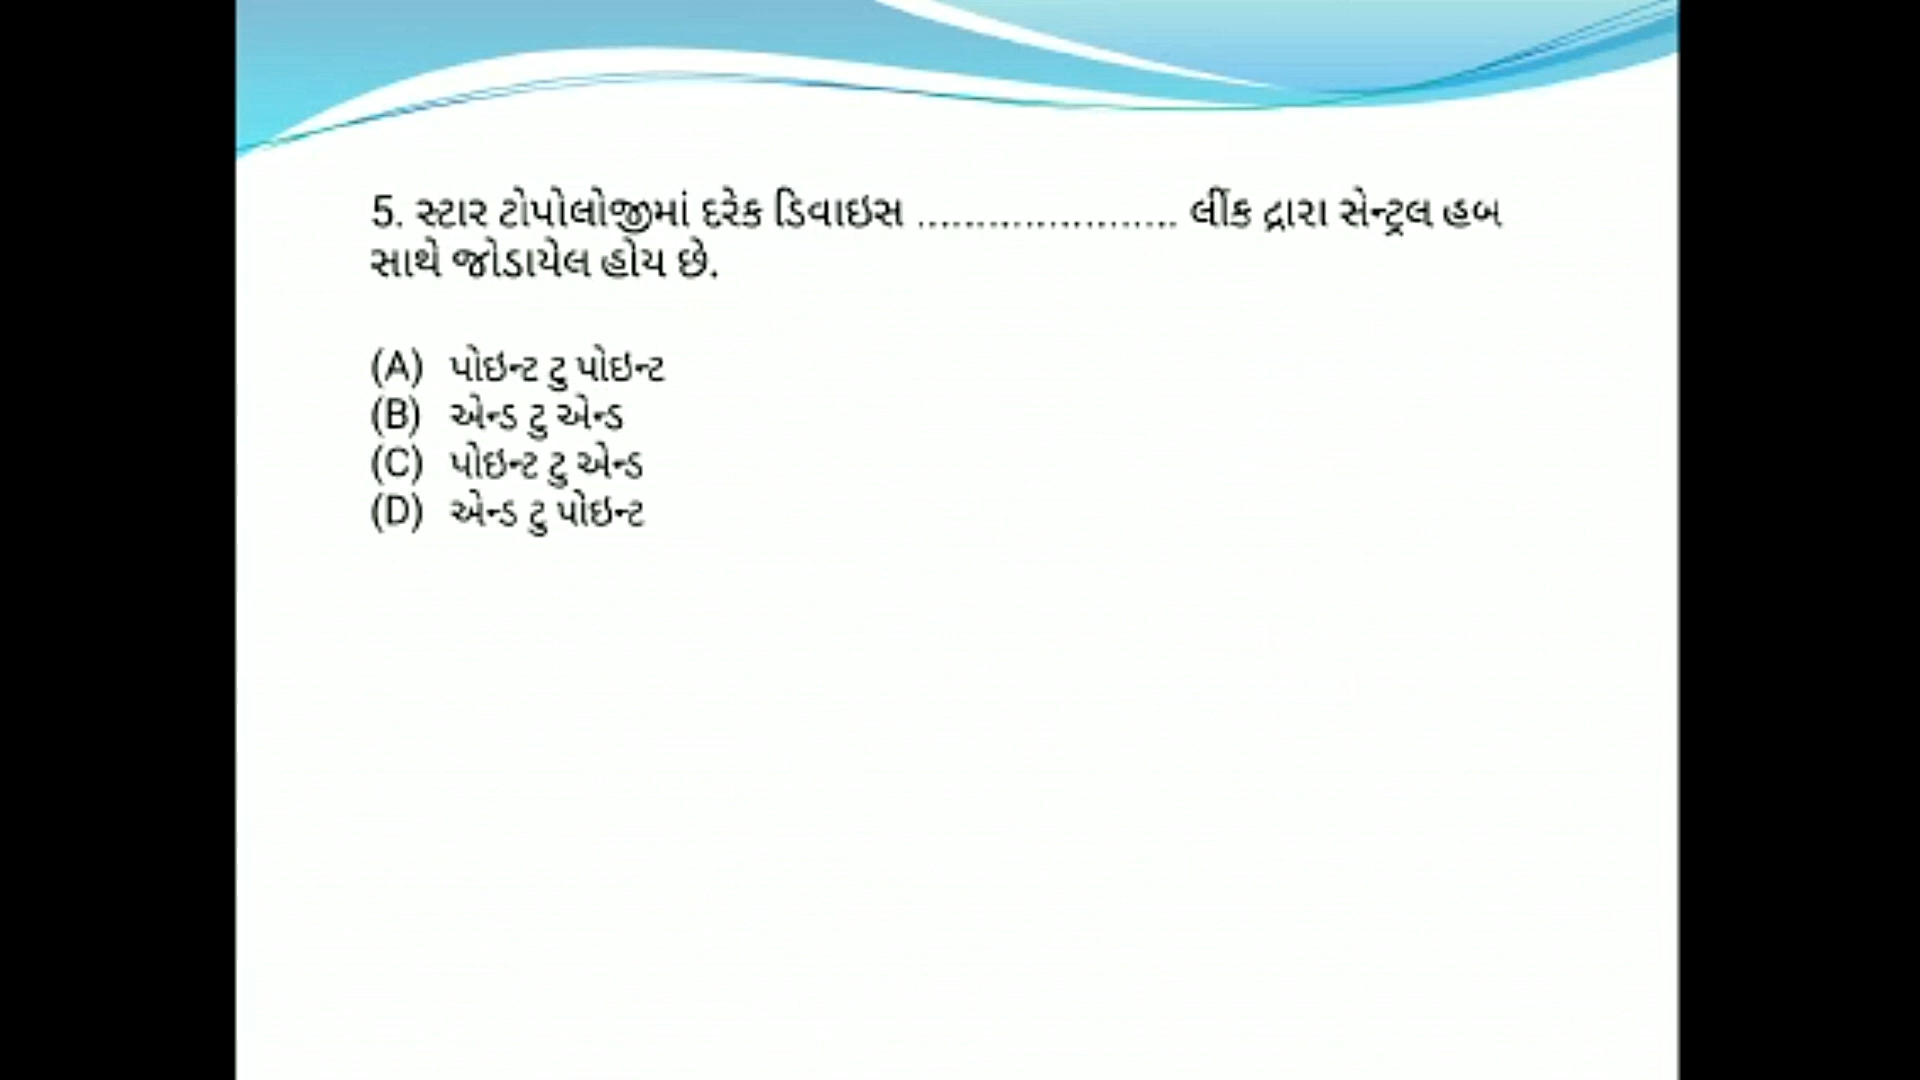 5. સ્ટાર ટોપોલોજીમાં દરેક ડિવાઇસ ...................... લીંક દ્રારા સેન્ટ્રલ હબ
સાથે જોડાયેલ હોય છે.
(A) પોઇન્ટ ટુ પોઇન્ટ
(B) એન્ડ ટુ એન્ડ
(C) પોઇન્ટ ટુ એન્ડ
(D) એન્ડ ટુ પોઇન્ટ